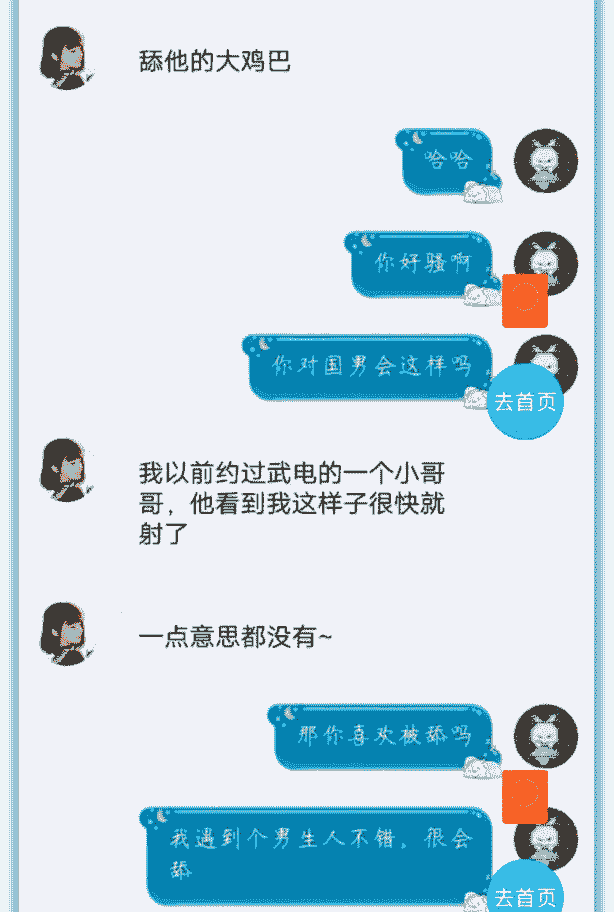 舔他的大鸡巴
哈哈
你好骚啊
你对国男会这样吗
去首页
我以前约过武电的一个小哥
哥，他看到我这样子很快就
射了
一点意思都没有~
那你喜欢被舔吗
我遇到个男生人不错，很会
舔
去首页